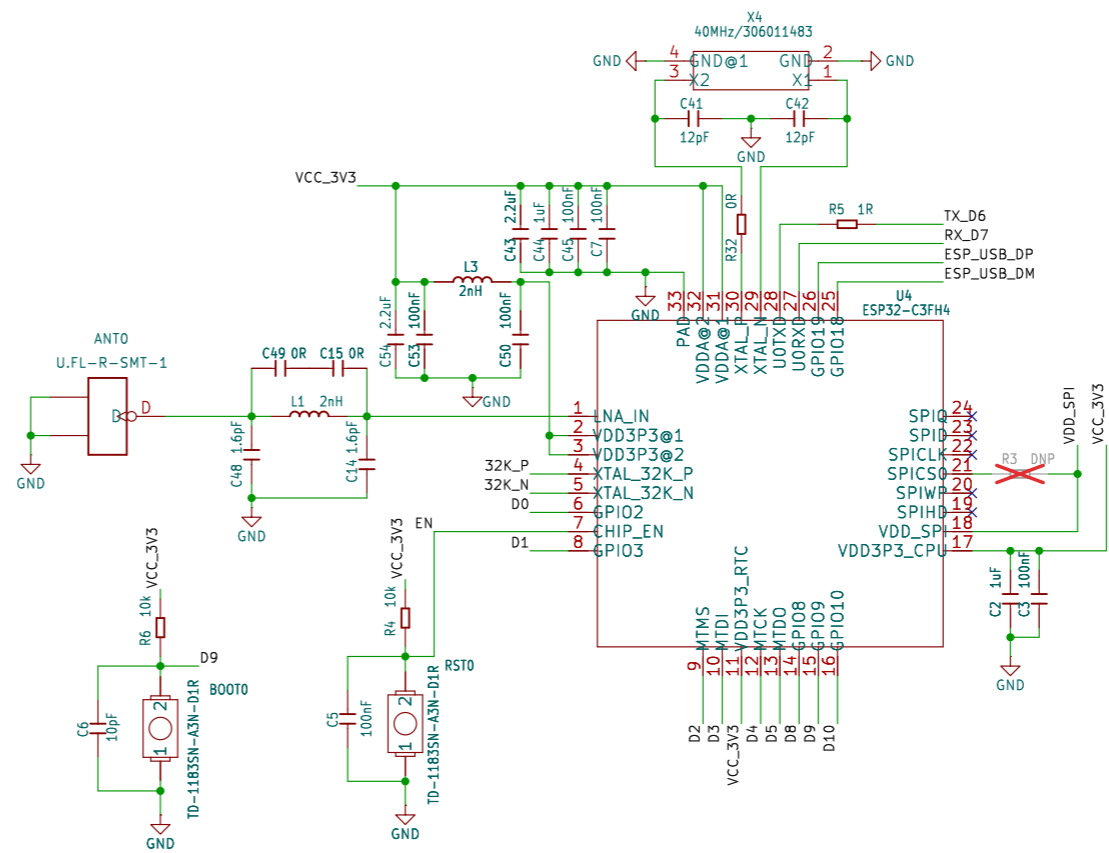 X4
40MHz/306011483
GND 4 GND@1 GND 2 GND
3 X2 X1 1
C41 C42
12pF 12pF
GND
VCC_3V3
2.2uF 1uF 100nF 100nF
C43 C44 C45 C7
0R
R32
R5 1R
TX_D6
RX_D7
ESP_USB_DP
ESP_USB_DM
L3
2nH
2.2uF 100nF 100nF
C54 C53 C50
GND
GND
U4
ESP32-C3FH4
33 32 31 30 29 28 27 26 25
PAD VDDA@2 VDDA@1 XTAL_P XTAL_N U0TXD U0RXD GPIO19 GPIO18
ANT0
U.FL-R-SMT-1
D D
GND
C49 0R C15 0R
L1 2nH
C48 1.6pF
C14 1.6pF
GND
1 LNA_IN
2 VDD3P3@1
3 VDD3P3@2
32K_P 4 XTAL_32K_P
32K_N 5 XTAL_32K_N
D0 6 GPIO2
EN 7 CHIP_EN
D1 8 GPIO3
SPIQ 24
SPID 23
SPICLK 22
SPICS0 21
SPIWP 20
SPIHD 19
VDD_SPI 18
VDD3P3_CPU 17
R3 DNP
VDD_SPI
VCC_3V3
C2 1uF
C3 100nF
GND
MTMS MTDI VDD3P3_RTC MTCK MTDO GPIO8 GPIO9 GPIO10
9 10 11 12 13 14 15 16
D2 D3 VCC_3V3 D4 D5 D8 D9 D10
VCC_3V3
R6 10k
D9
BOOT0
2
1
TD-1183SN-A3N-D1R
C6 10pF
GND
VCC_3V3
R4 10k
RST0
2
1
TD-1183SN-A3N-D1R
C5 100nF
GND